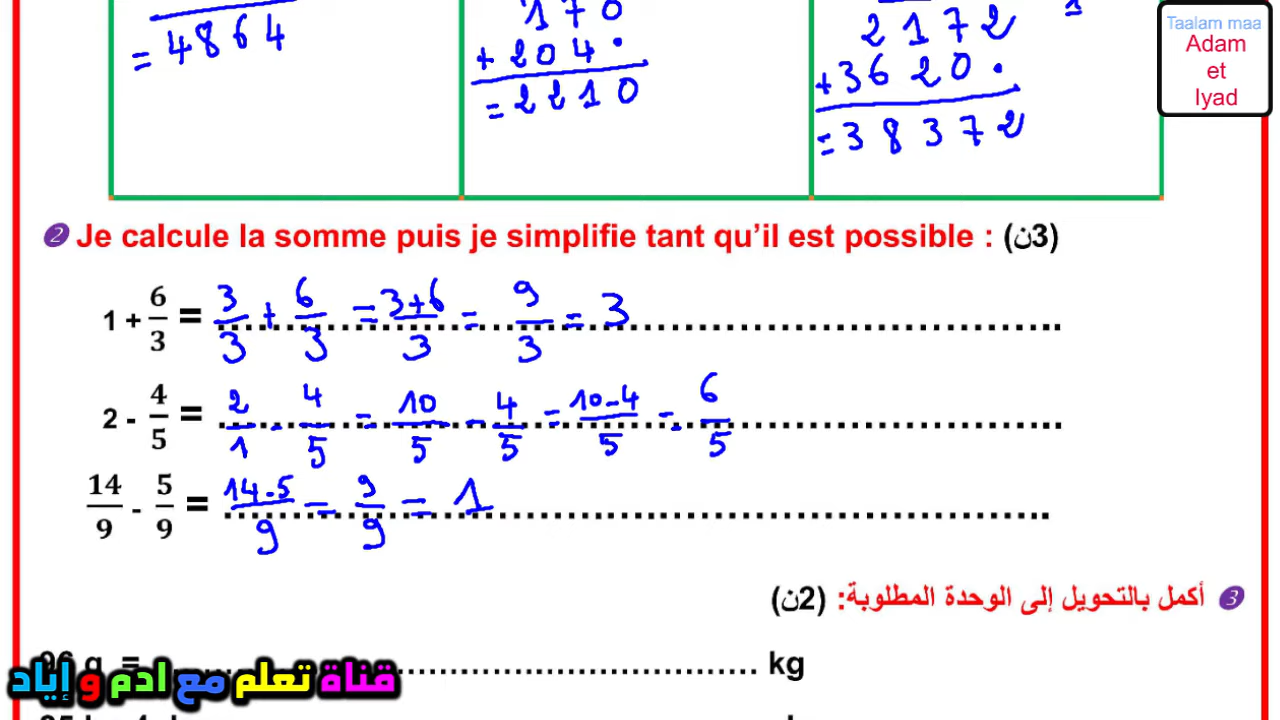 = 4864
170
+ 204.
= 2210
2172
+ 3620.
= 38372
1
Taalam maa
Adam
et
Iyad
❷ Je calcule la somme puis je simplifie tant qu'il est possible : (3ن)
1 + 6/3 = 3/3 + 6/3 = 3+6/3 = 9/3 = 3
2 - 4/5 = 2/1 - 4/5 = 10/5 - 4/5 = 10-4/5 = 6/5
14/9 - 5/9 = 14-5/9 = 9/9 = 1
❸ أكمل بالتحويل إلى الوحدة المطلوبة: (2ن)
g = kg
قناة تعلم مع ادم و إياد